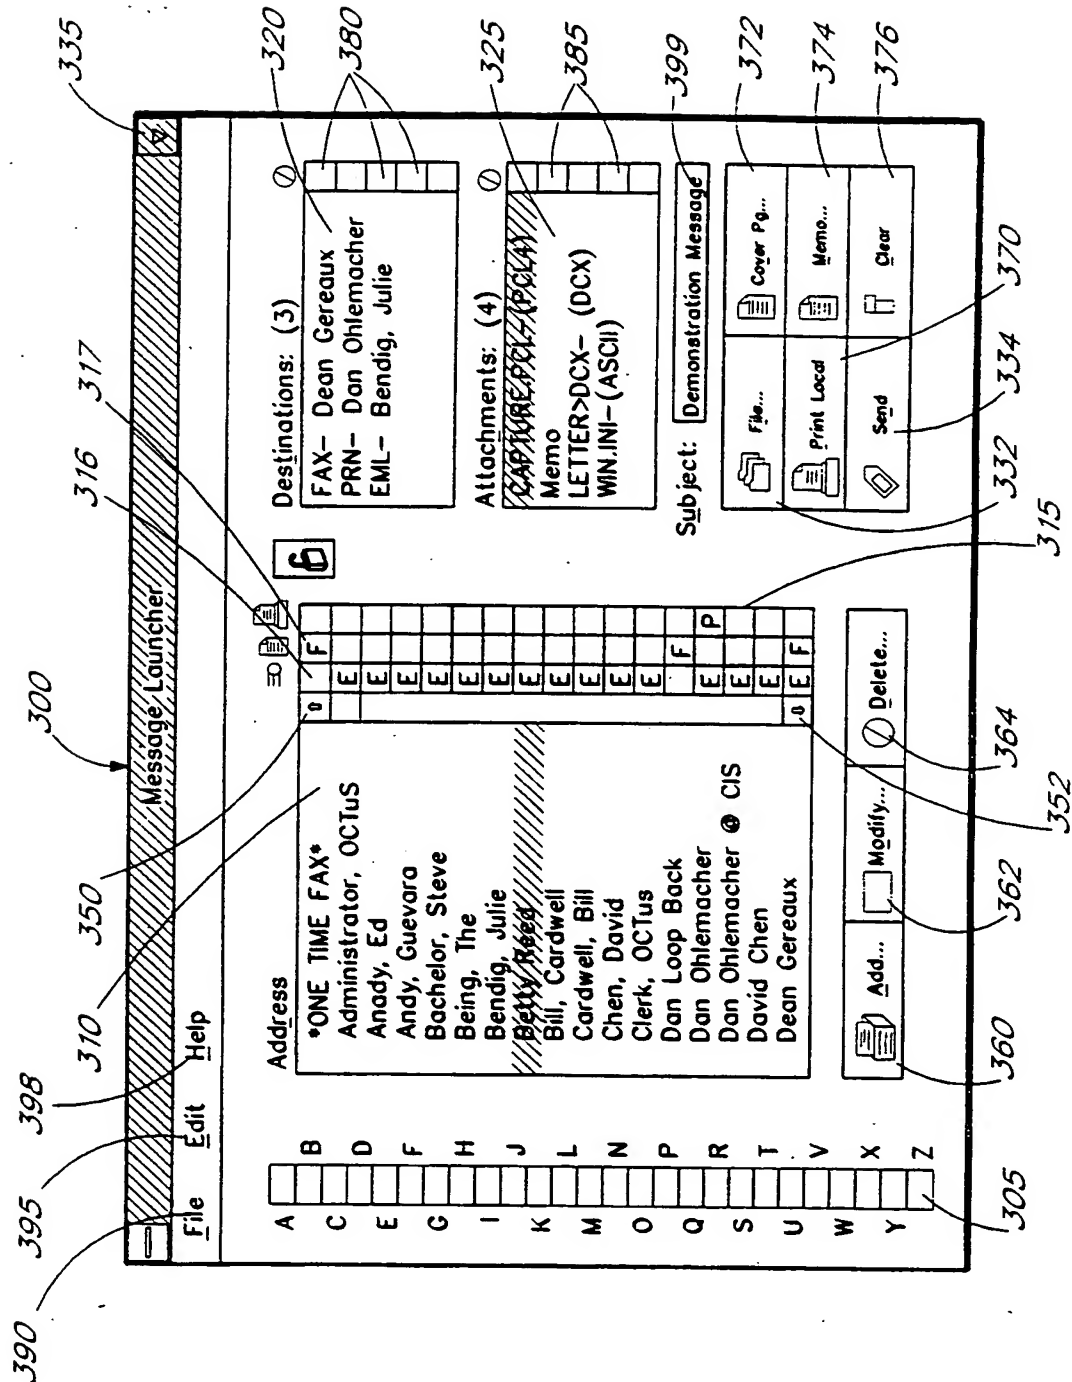 300
335
Message Launcher
390
395
398
File Edit Help
310
350
316
317
320
380
325
385
399
372
374
376
370
334
332
315
352
364
362
360
305
A
B
C
D
E
F
G
H
I
J
K
L
M
N
O
P
Q
R
S
T
U
V
W
X
Y
Z
Address
*ONE TIME FAX* F
Administrator, OCTuS E
Anady, Ed E
Andy, Guevara E
Bachelor, Steve E
Being, The E
Bendig, Julie E
Betty Reed E
Bill, Cardwell E
Cardwell, Bill E
Chen, David E
Clerk, OCTus E
Dan Loop Back F
Dan Ohlemacher E P
Dan Ohlemacher @ CIS E
David Chen E
Dean Gereaux E F
Add... Modify... Delete...
Destinations: (3)
FAX- Dean Gereaux
PRN- Dan Ohlemacher
EML- Bendig, Julie
Attachments: (4)
CAPTURE.PCL-(PCL4)
Memo
LETTER>DCX- (DCX)
WIN.INI-(ASCII)
Subject: Demonstration Message
File... Cover Pg...
Print Local Memo...
Send Clear